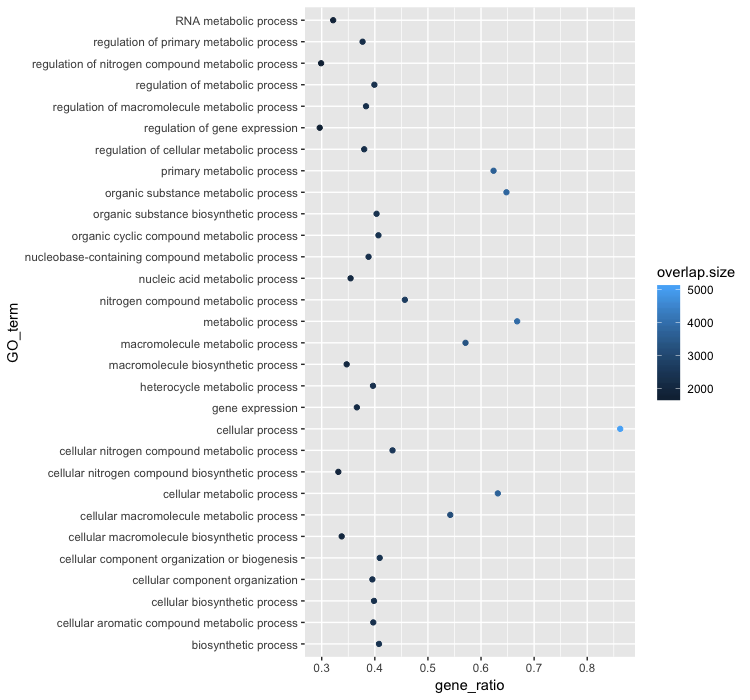 RNA metabolic process
regulation of primary metabolic process
regulation of nitrogen compound metabolic process
regulation of metabolic process
regulation of macromolecule metabolic process
regulation of gene expression
regulation of cellular metabolic process
primary metabolic process
organic substance metabolic process
organic substance biosynthetic process
organic cyclic compound metabolic process
nucleobase-containing compound metabolic process
nucleic acid metabolic process
nitrogen compound metabolic process
metabolic process
macromolecule metabolic process
macromolecule biosynthetic process
heterocycle metabolic process
gene expression
cellular process
cellular nitrogen compound metabolic process
cellular nitrogen compound biosynthetic process
cellular metabolic process
cellular macromolecule metabolic process
cellular macromolecule biosynthetic process
cellular component organization or biogenesis
cellular component organization
cellular biosynthetic process
cellular aromatic compound metabolic process
biosynthetic process
GO_term
0.3 0.4 0.5 0.6 0.7 0.8
gene_ratio
overlap.size
5000
4000
3000
2000